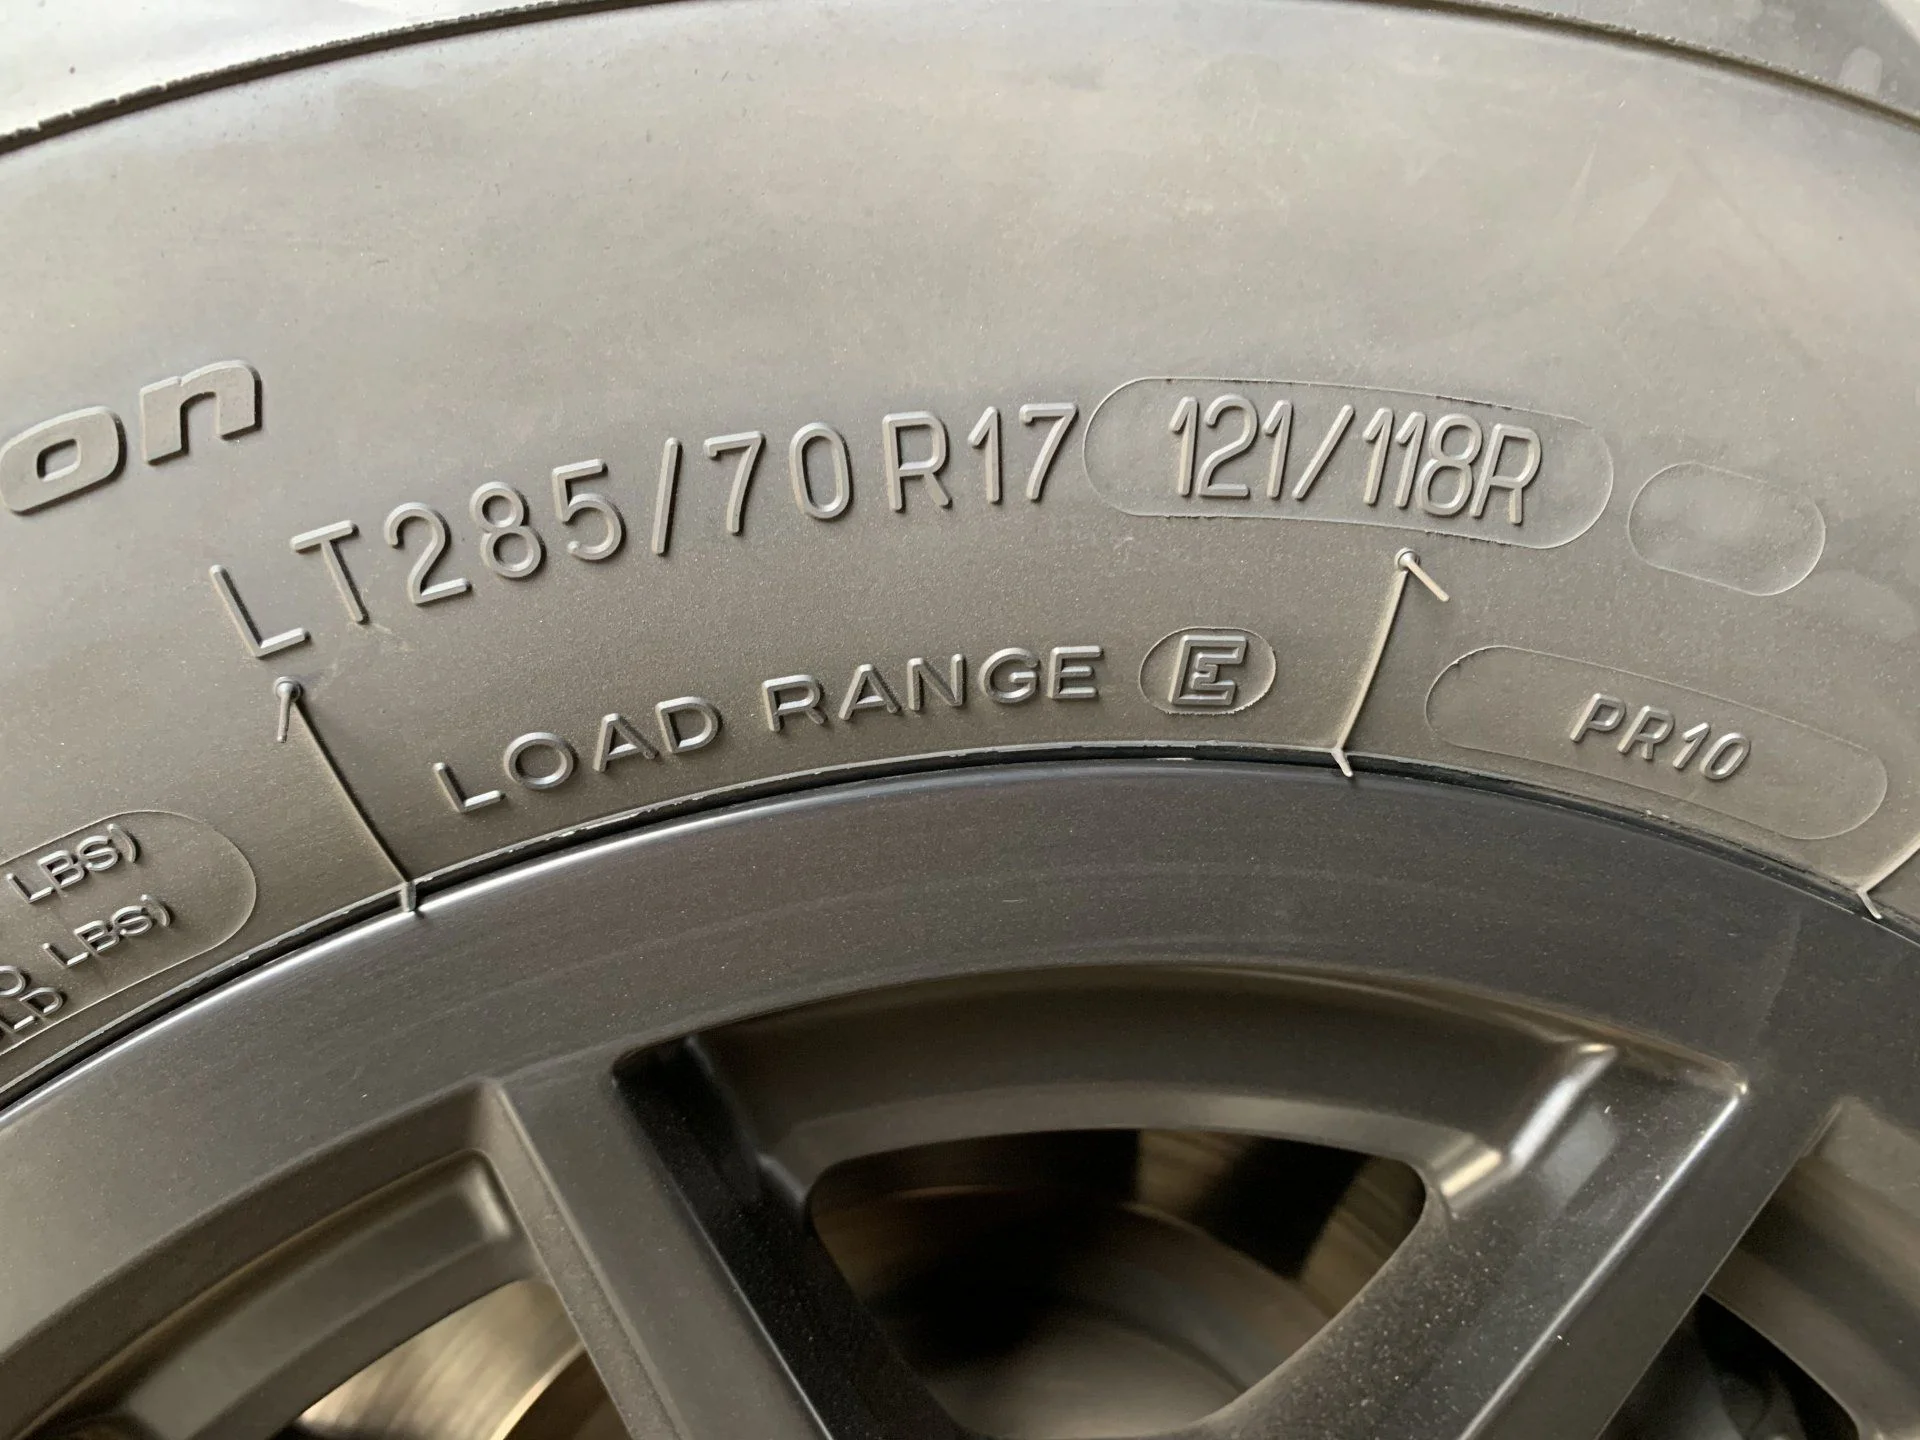 on
LT285/70R17 121/118R
LOAD RANGE E
PR10
LBS)
LBS)